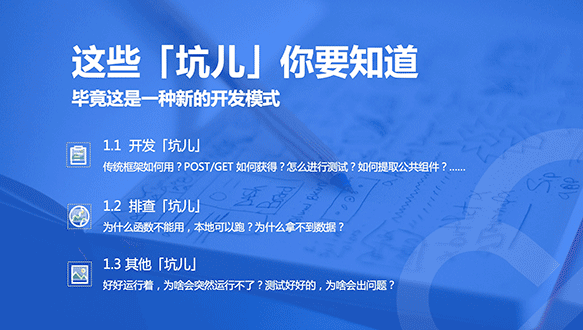 这些「坑儿」你要知道
毕竟这是一种新的开发模式
1.1 开发「坑儿」
传统框架如何用？POST/GET 如何获得？怎么进行测试？如何提取公共组件？......
1.2 排查「坑儿」
为什么函数不能用，本地可以跑？为什么拿不到数据？
1.3 其他「坑儿」
好好运行着，为啥会突然运行不了？测试好好的，为啥会出问题？